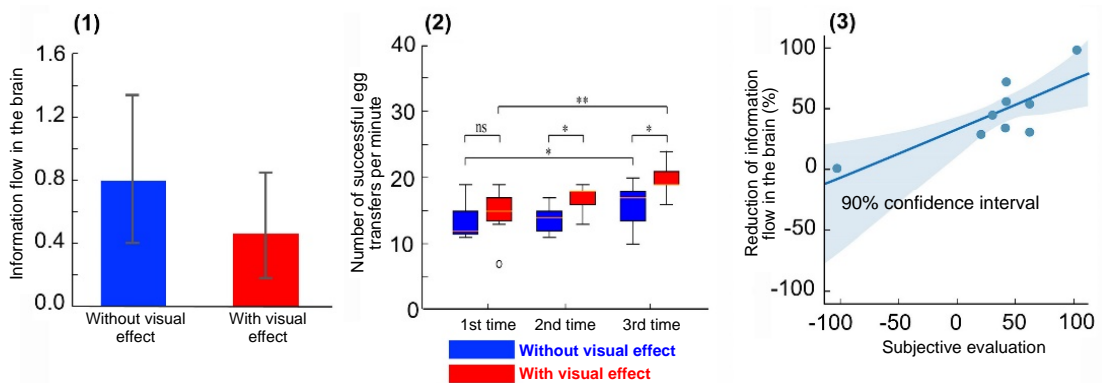 (1)
Information flow in the brain
1.6
1.2
0.8
0.4
0.0
Without visual
effect
With visual
effect
(2)
Number of successful egg
transfers per minute
40
30
20
10
0
ns
*
**
*
*
1st time
2nd time
3rd time
Without visual effect
With visual effect
(3)
Reduction of information
flow in the brain (%)
100
50
0
-50
-100
90% confidence interval
-100
-50
0
50
100
Subjective evaluation